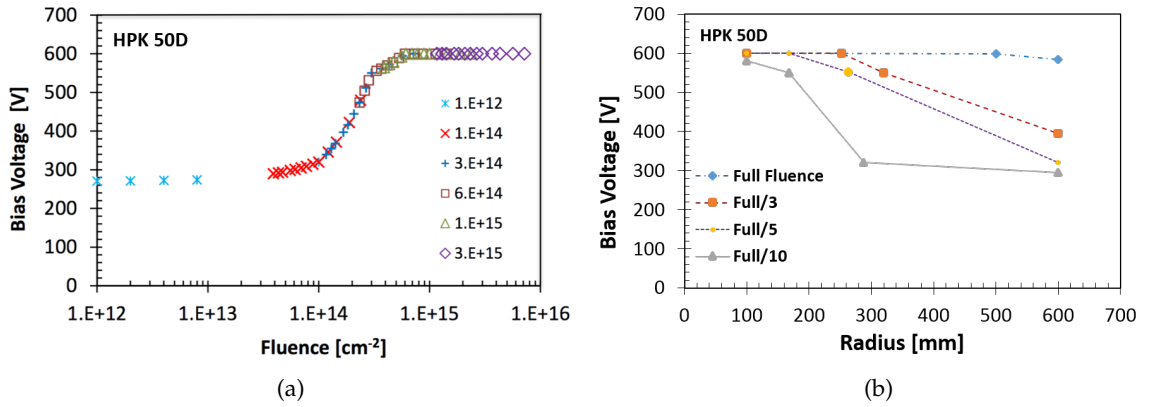 HPK 50D
Bias Voltage [V]
700
600
500
400
300
200
100
0
1.E+12
1.E+14
3.E+14
6.E+14
1.E+15
3.E+15
1.E+12 1.E+13 1.E+14 1.E+15 1.E+16
Fluence [cm⁻²]
(a)
HPK 50D
Bias Voltage [V]
700
600
500
400
300
200
100
0
Full Fluence
Full/3
Full/5
Full/10
0 100 200 300 400 500 600 700
Radius [mm]
(b)